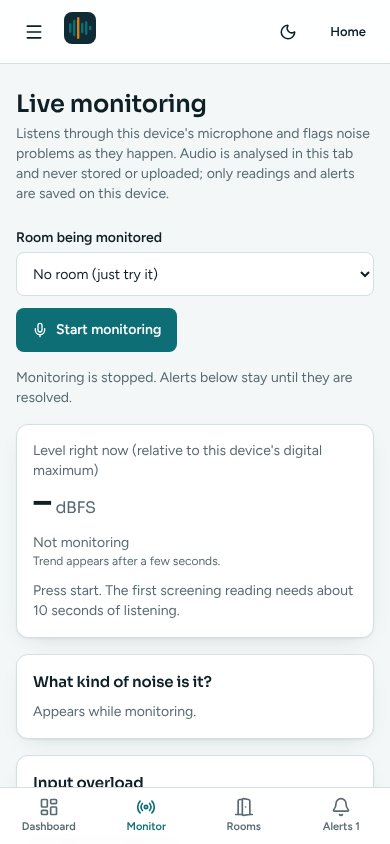 Home
Live monitoring
Listens through this device's microphone and flags noise
problems as they happen. Audio is analysed in this tab
and never stored or uploaded; only readings and alerts
are saved on this device.
Room being monitored
No room (just try it)
Start monitoring
Monitoring is stopped. Alerts below stay until they are
resolved.
Level right now (relative to this device's digital
maximum)
– dBFS
Not monitoring
Trend appears after a few seconds.
Press start. The first screening reading needs about
10 seconds of listening.
What kind of noise is it?
Appears while monitoring.
Input overload
Dashboard
Monitor
Rooms
Alerts 1